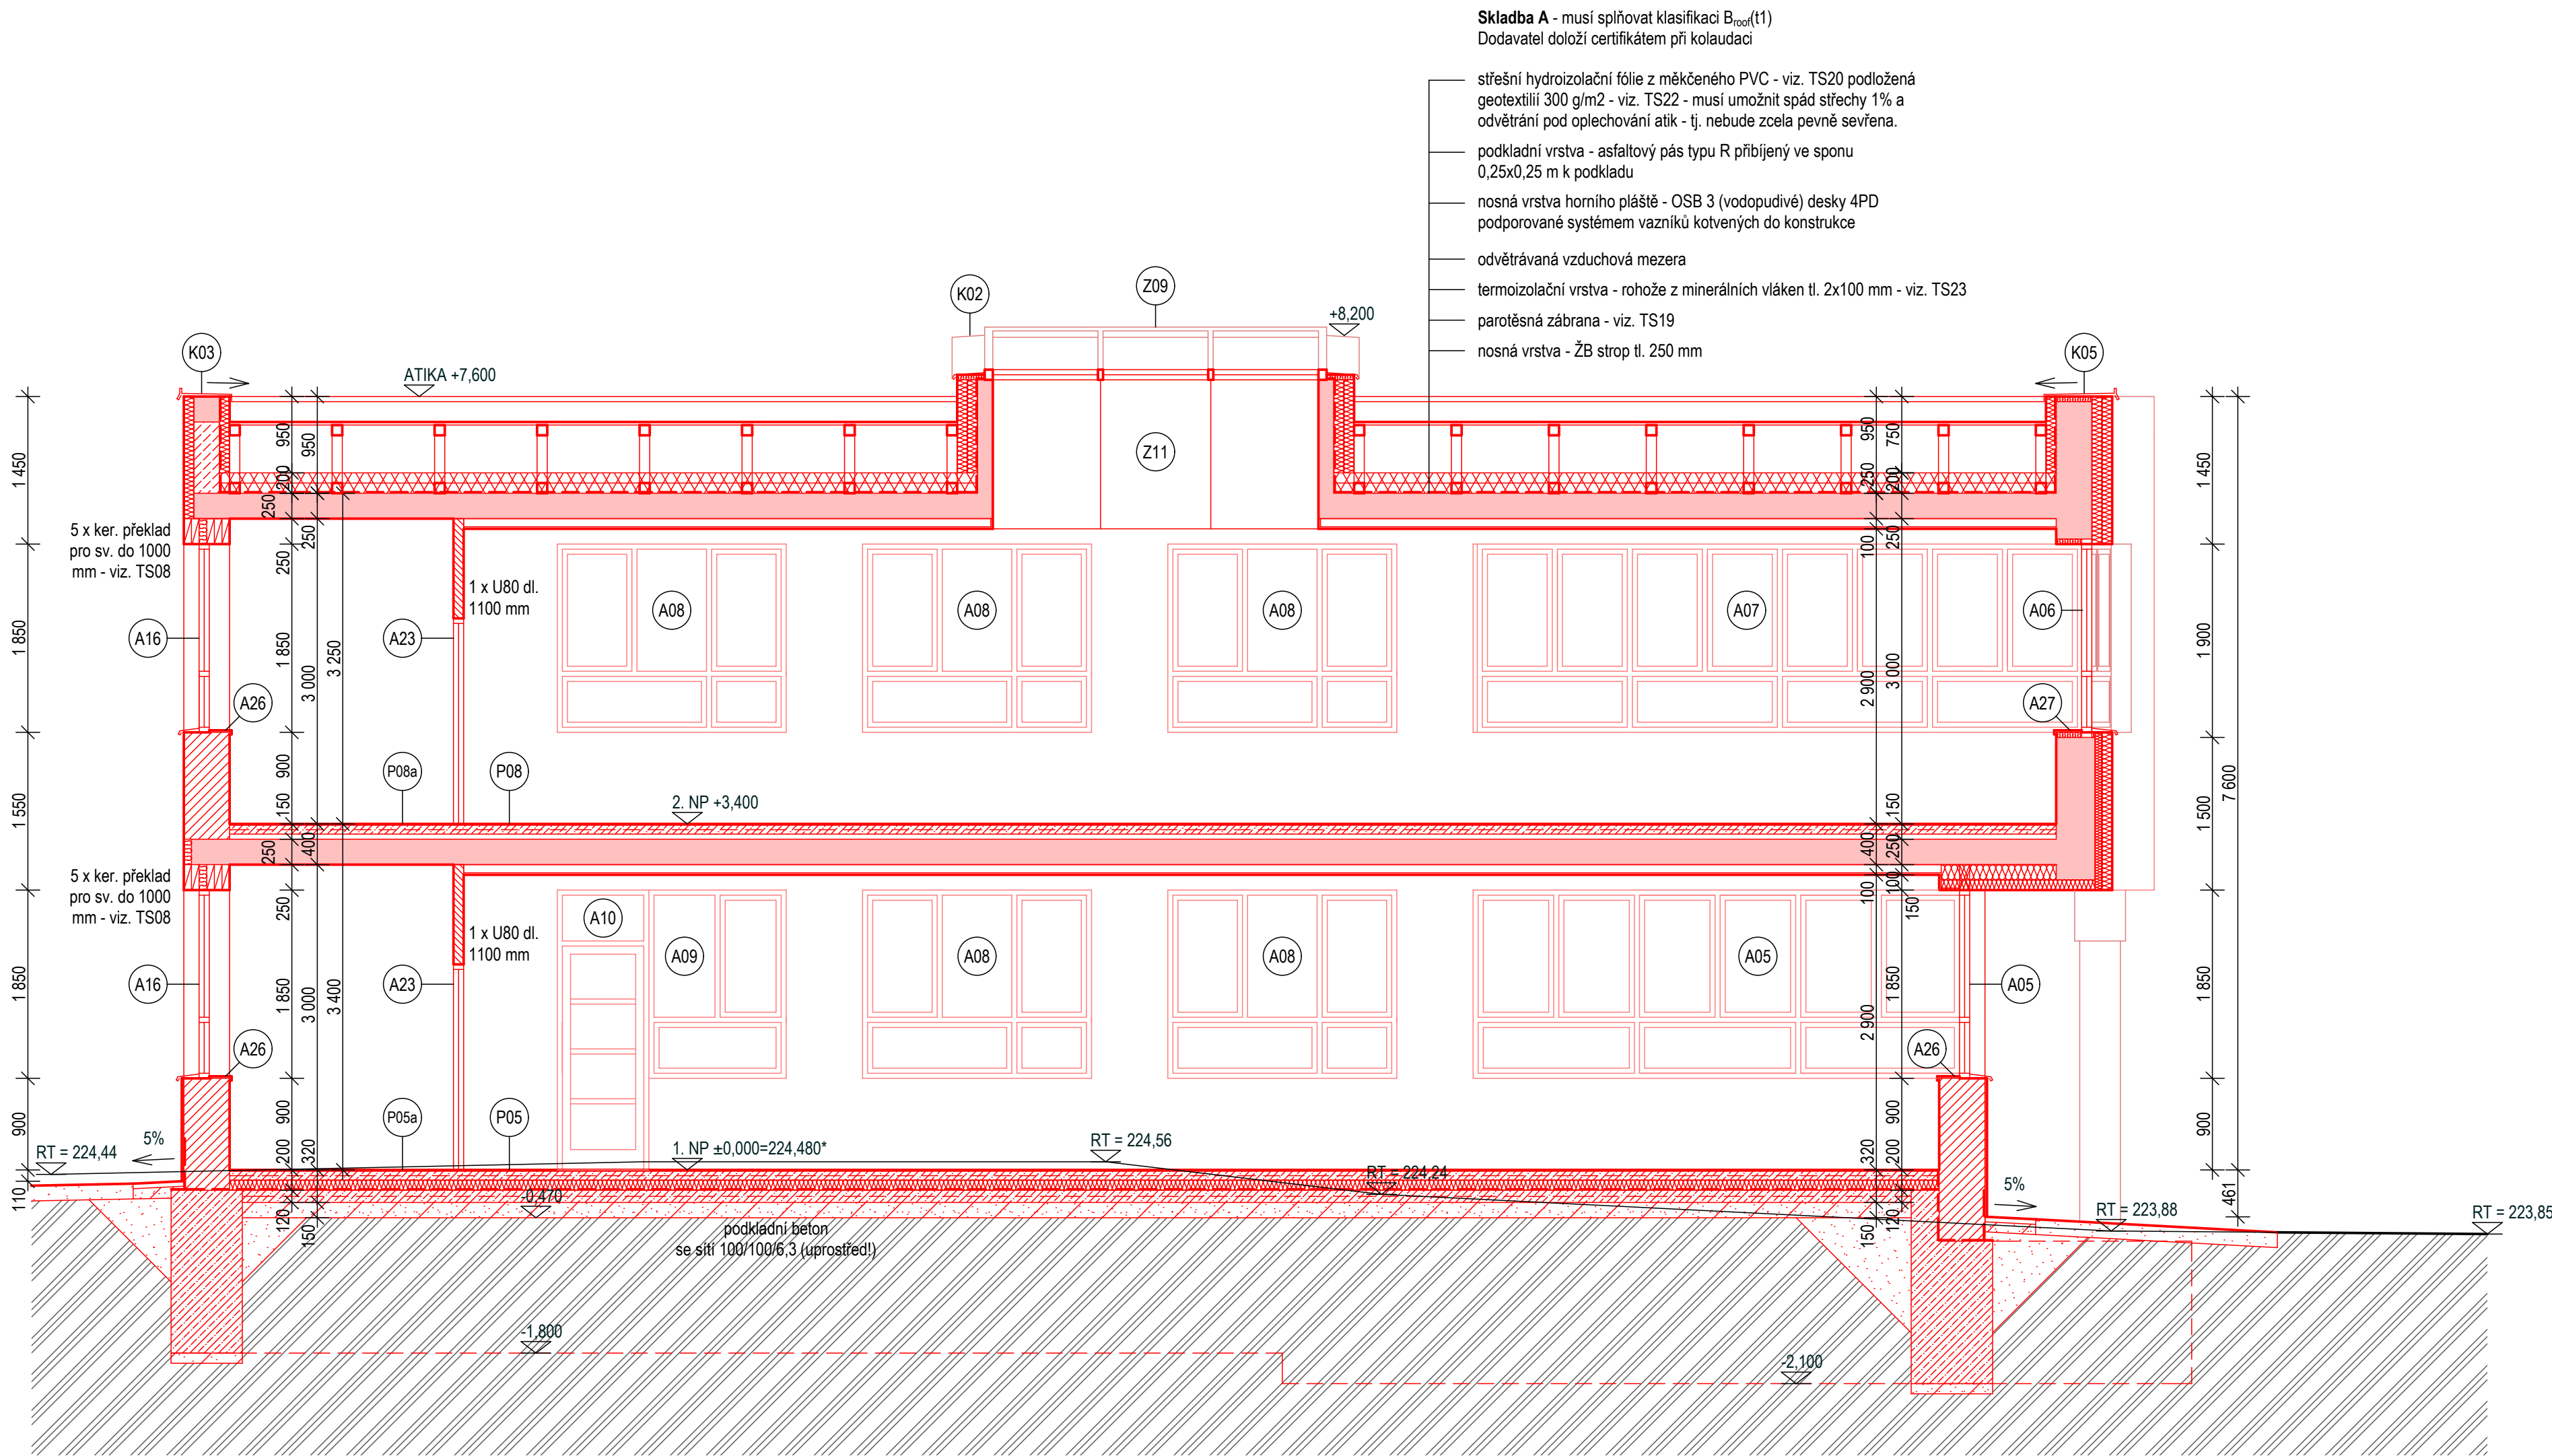 Skladba A - musí splňovat klasifikaci Broof(t1)
Dodavatel doloží certifikátem při kolaudaci
střešní hydroizolační fólie z měkčeného PVC - viz. TS20 podložená
geotextilií 300 g/m2 - viz. TS22 - musí umožnit spád střechy 1% a
odvětrání pod oplechování atik - tj. nebude zcela pevně sevřena.
podkladní vrstva - asfaltový pás typu R přibíjený ve sponu
0,25x0,25 m k podkladu
nosná vrstva horního pláště - OSB 3 (vodopudivé) desky 4PD
podporované systémem vazníků kotvených do konstrukce
odvětrávaná vzduchová mezera
termoizolační vrstva - rohože z minerálních vláken tl. 2x100 mm - viz. TS23
parotěsná zábrana - viz. TS19
nosná vrstva - ŽB strop tl. 250 mm
K02
Z09
+8,200
K03
K05
ATIKA +7,600
Z11
1 450
950
950
200
250
250
250
950
750
250
200
100
250
1 450
5 x ker. překlad
pro sv. do 1000
mm - viz. TS08
1 x U80 dl.
1100 mm
A16
A23
A08
A08
A08
A07
A06
1 850
1 850
3 000
3 250
2 900
3 000
1 900
7 600
A26
A27
P08a
P08
2. NP +3,400
1 550
900
150
250
400
150
400
250
1 500
5 x ker. překlad
pro sv. do 1000
mm - viz. TS08
1 x U80 dl.
1100 mm
250
100
100
150
A10
A09
A08
A08
A05
A05
A16
A23
1 850
1 850
3 000
3 400
2 900
1 850
1 850
A26
A26
P05a
P05
900
900
200
320
320
900
200
900
RT = 224,44
5%
1. NP ±0,000=224,480*
RT = 224,56
RT = 224,24
5%
RT = 223,88
RT = 223,85
110
120
150
150
120
461
-0,470
podkladní beton
se sítí 100/100/6,3 (uprostřed!)
-1,800
-2,100